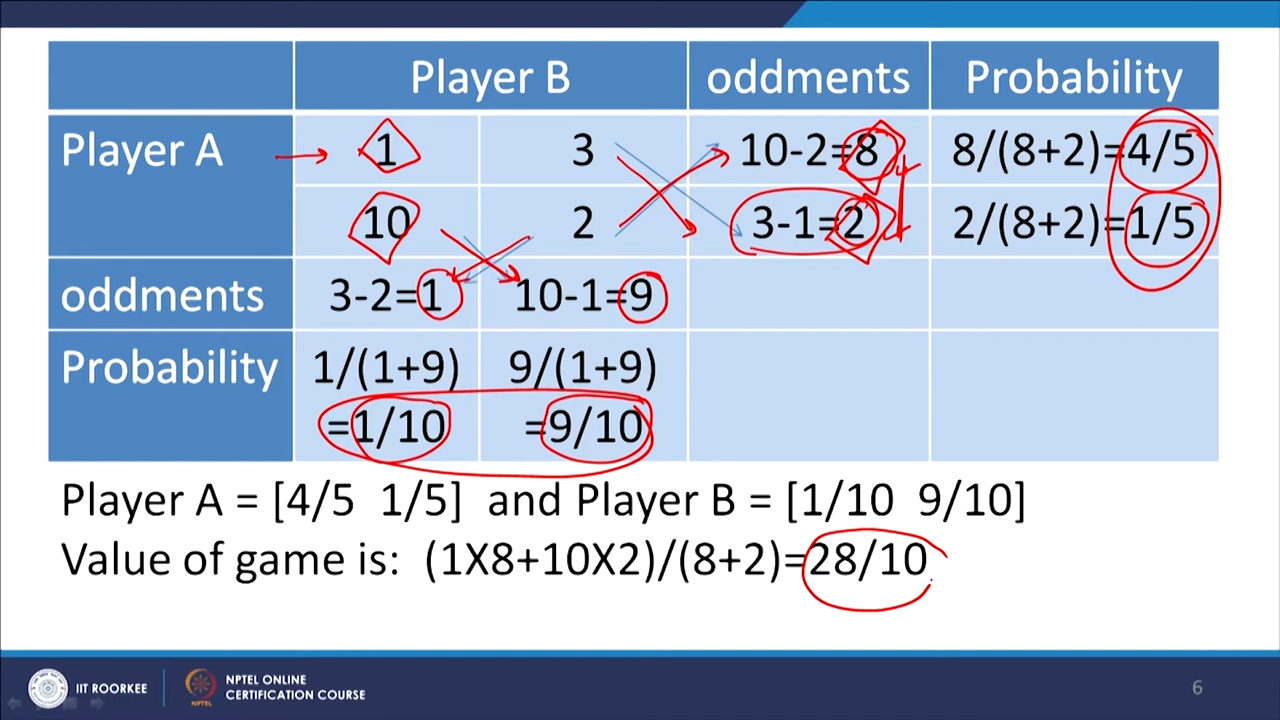 Player B oddments Probability
Player A 1 3 10-2=8 8/(8+2)=4/5
10 2 3-1=2 2/(8+2)=1/5
oddments 3-2=1 10-1=9
Probability 1/(1+9) 9/(1+9)
=1/10 =9/10
Player A = [4/5 1/5] and Player B = [1/10 9/10]
Value of game is: (1X8+10X2)/(8+2)=28/10
IIT ROORKEE
NPTEL
NPTEL ONLINE
CERTIFICATION COURSE
6